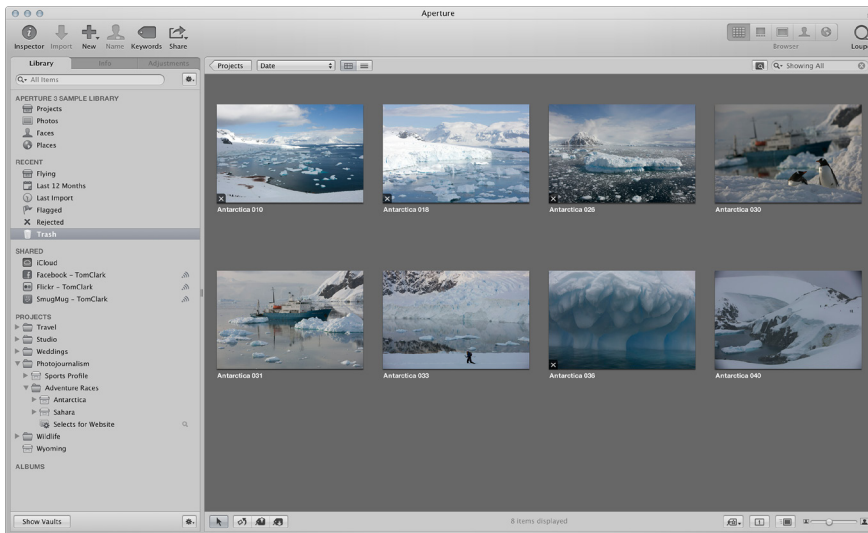 Aperture
Inspector Import New Name Keywords Share
Browser
Loupe
Library Info Adjustments
All Items
Projects Date
Showing All
APERTURE 3 SAMPLE LIBRARY
Projects
Photos
Faces
Places
RECENT
Flying
Last 12 Months
Last Import
Flagged
Rejected
Trash
SHARED
iCloud
Facebook – TomClark
Flickr – TomClark
SmugMug – TomClark
PROJECTS
Travel
Studio
Weddings
Photojournalism
Sports Profile
Adventure Races
Antarctica
Sahara
Selects for Website
Wildlife
Wyoming
ALBUMS
Antarctica 010
Antarctica 018
Antarctica 026
Antarctica 030
Antarctica 031
Antarctica 033
Antarctica 036
Antarctica 040
Show Vaults
8 items displayed